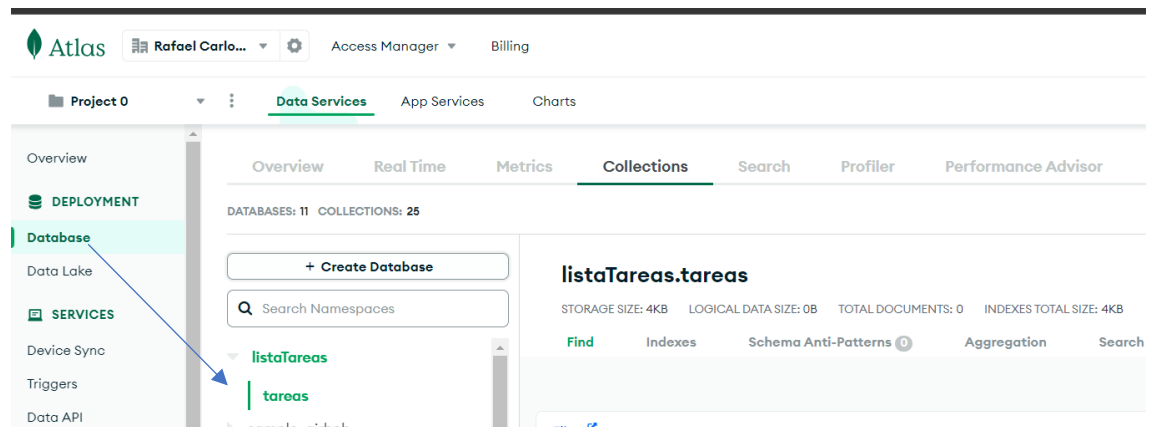 Atlas Rafael Carlo... Access Manager Billing
Project 0 Data Services App Services Charts
Overview
DEPLOYMENT
Database
Data Lake
SERVICES
Device Sync
Triggers
Data API
Overview Real Time Metrics Collections Search Profiler Performance Advisor
DATABASES: 11 COLLECTIONS: 25
+ Create Database
Search Namespaces
listaTareas
tareas
listaTareas.tareas
STORAGE SIZE: 4KB LOGICAL DATA SIZE: 0B TOTAL DOCUMENTS: 0 INDEXES TOTAL SIZE: 4KB
Find Indexes Schema Anti-Patterns 0 Aggregation Search